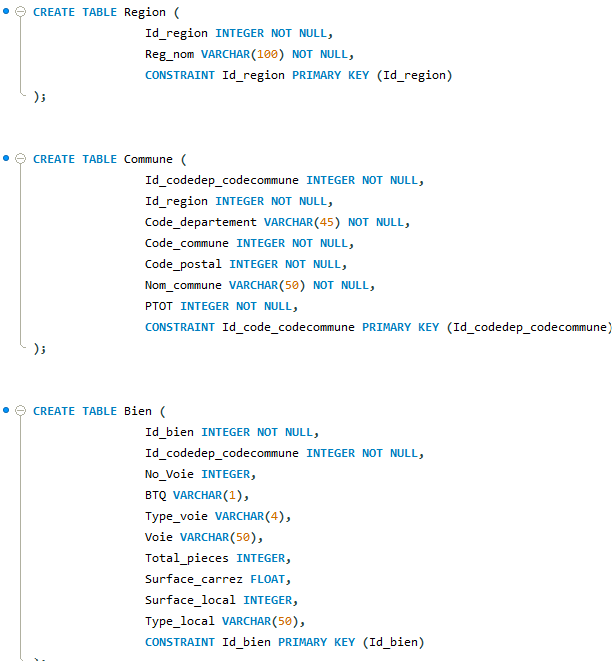 CREATE TABLE Region (
Id_region INTEGER NOT NULL,
Reg_nom VARCHAR(100) NOT NULL,
CONSTRAINT Id_region PRIMARY KEY (Id_region)
);
CREATE TABLE Commune (
Id_codedep_codecommune INTEGER NOT NULL,
Id_region INTEGER NOT NULL,
Code_departement VARCHAR(45) NOT NULL,
Code_commune INTEGER NOT NULL,
Code_postal INTEGER NOT NULL,
Nom_commune VARCHAR(50) NOT NULL,
PTOT INTEGER NOT NULL,
CONSTRAINT Id_code_codecommune PRIMARY KEY (Id_codedep_codecommune)
);
CREATE TABLE Bien (
Id_bien INTEGER NOT NULL,
Id_codedep_codecommune INTEGER NOT NULL,
No_Voie INTEGER,
BTQ VARCHAR(1),
Type_voie VARCHAR(4),
Voie VARCHAR(50),
Total_pieces INTEGER,
Surface_carrez FLOAT,
Surface_local INTEGER,
Type_local VARCHAR(50),
CONSTRAINT Id_bien PRIMARY KEY (Id_bien)
);